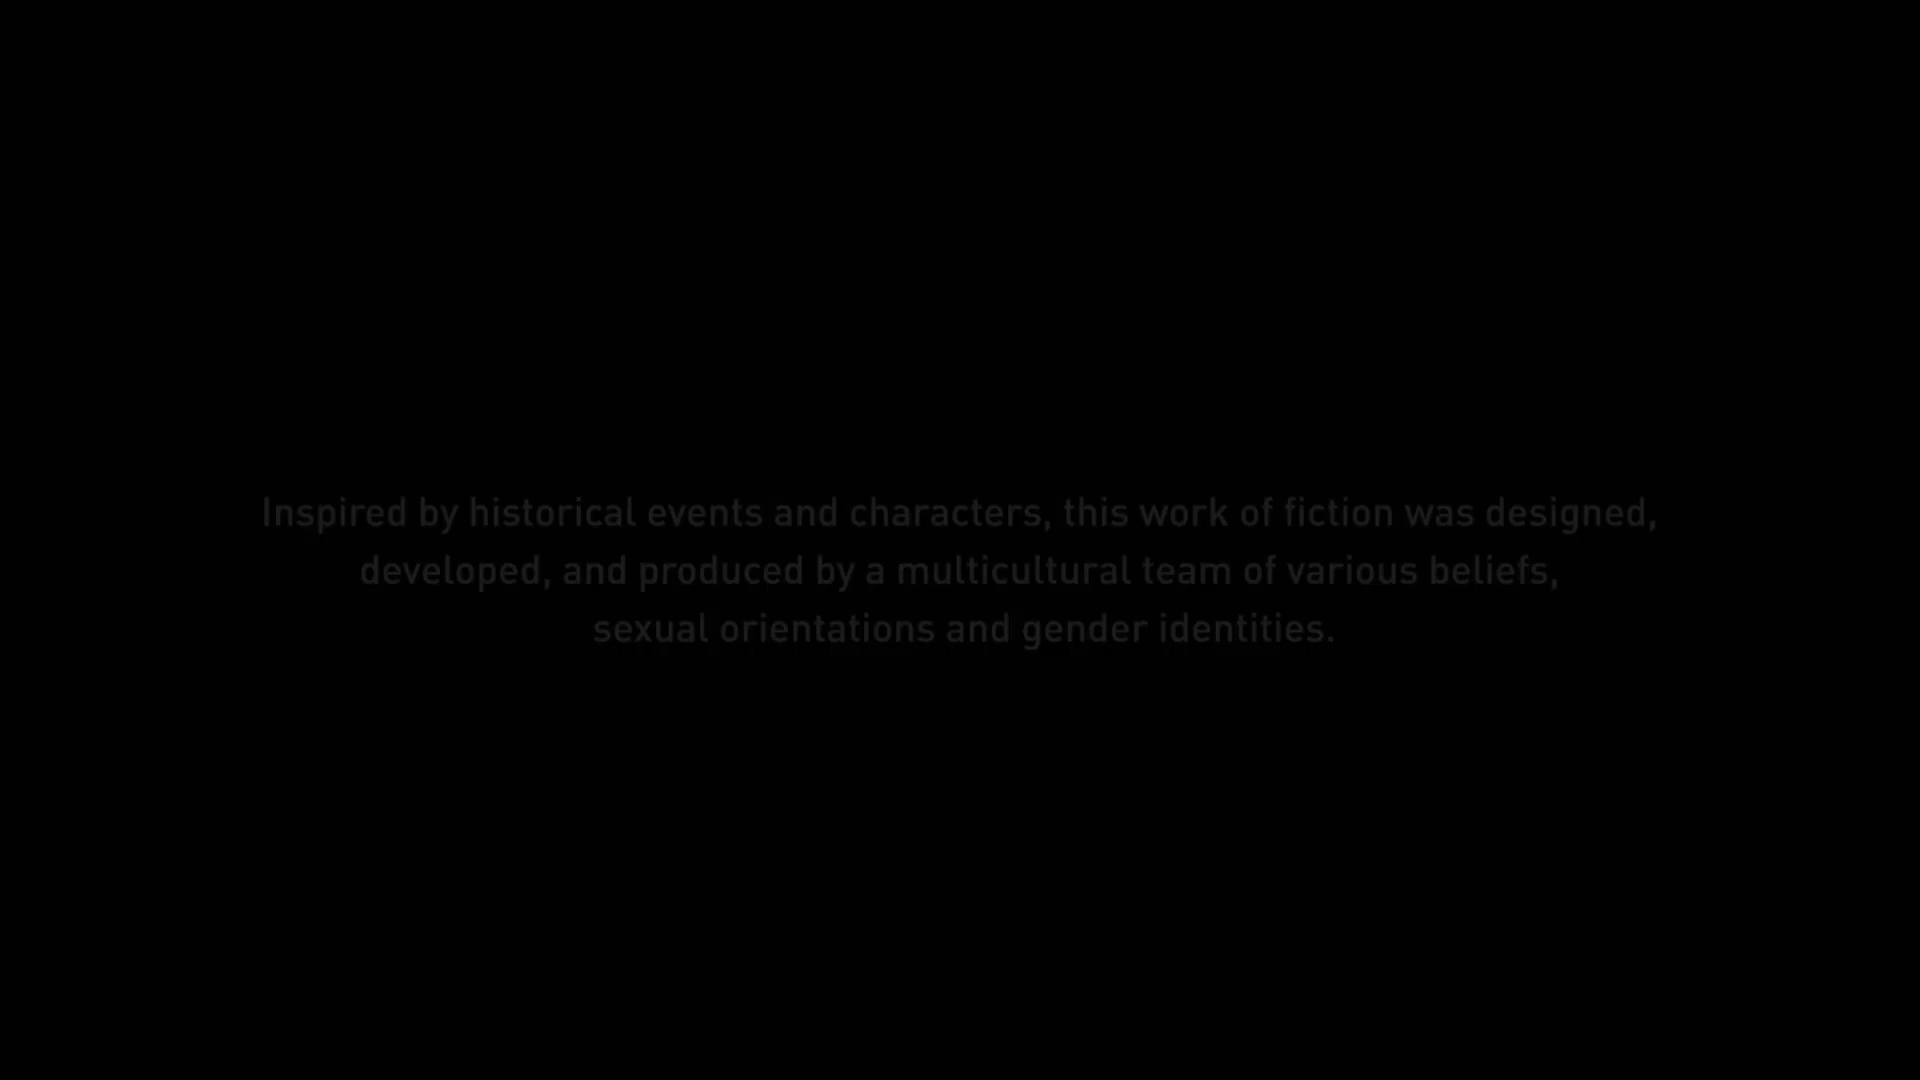 Inspired by historical events and characters, this work of fiction was designed,
developed, and produced by a multicultural team of various beliefs,
sexual orientations and gender identities.